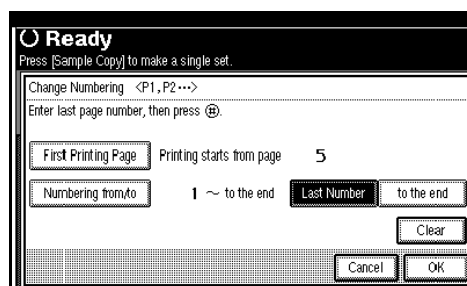 Ready
Press [Sample Copy] to make a single set.
Change Numbering <P1,P2···>
Enter last page number, then press ⌗.
First Printing Page Printing starts from page 5
Numbering from/to 1 ~ to the end Last Number to the end
Clear
Cancel OK